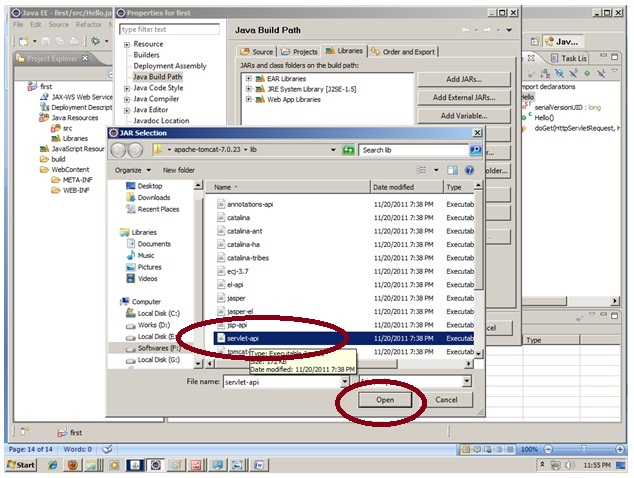 Java EE - first/src/Hello.ja
File Edit Source Refactor
Project Explorer
first
JAX-WS Web Service
Deployment Descript
Java Resources
src
Libraries
JavaScript Resour
build
WebContent
META-INF
WEB-INF
Properties for first
type filter text
Resource
Builders
Deployment Assembly
Java Build Path
Java Code Style
Java Compiler
Java Editor
Javadoc Location
Java Build Path
Source Projects Libraries Order and Export
JARs and class folders on the build path:
EAR Libraries
JRE System Library [J2SE-1.5]
Web App Libraries
Add JARs...
Add External JARs...
Add Variable...
older...
cel
Jav...
Task Lis
mport declarations
Hello
serialVersionUID : long
Hello()
doGet(HttpServletRequest, H
Type
JAR Selection
apache-tomcat-7.0.23 lib
Search lib
Organize New folder
Desktop
Downloads
Recent Places
Libraries
Documents
Music
Pictures
Videos
Computer
Local Disk (C:)
Works (D:)
Local Disk (E:
Softwares (F:)
Local Disk (G:)
Name Date modified Type
annotations-api 11/20/2011 7:38 PM Executab
catalina 11/20/2011 7:38 PM Executab
catalina-ant 11/20/2011 7:38 PM Executab
catalina-ha 11/20/2011 7:38 PM Executab
catalina-tribes 11/20/2011 7:38 PM Executab
ecj-3.7 11/20/2011 7:38 PM Executab
el-api 11/20/2011 7:38 PM Executab
jasper 11/20/2011 7:38 PM Executab
jasper-el 11/20/2011 7:38 PM Executab
jsp-api 11/20/2011 7:38 PM Executab
servlet-api 11/20/2011 7:38 PM Executab
11/20/2011 7:38 PM Executab
Type: Executable
Size: 172 KB
Date modified: 11/20/2011 7:38 PM
File name: servlet-api
Open Cancel
first
Page: 14 of 14 Words: 0 100%
Start 11:55 PM